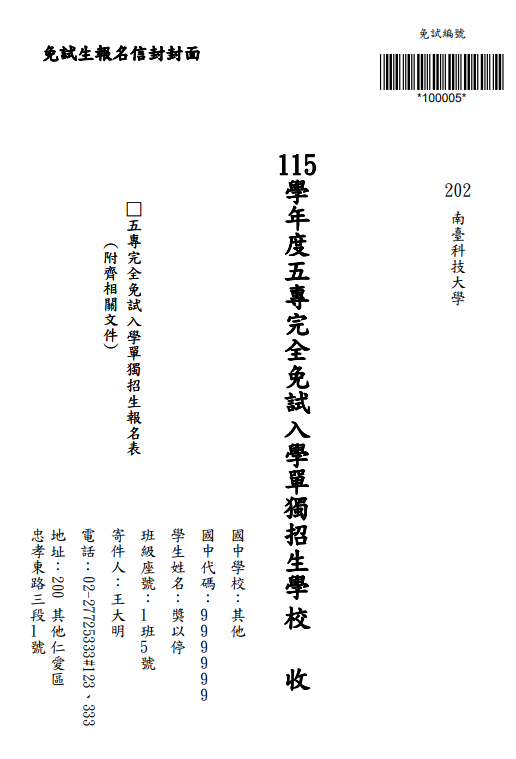 免試編號
免試生報名信封封面
*100005*
202
南臺科技大學
115學年度五專完全免試入學單獨招生學校 收
□五專完全免試入學單獨招生報名表
(附齊相關文件)
國中學校：其他
國中代碼：999999
學生姓名：獎以停
班級座號：1班5號
寄件人：王大明
電話：02-27725333#123、333
地址：200 其他仁愛區
忠孝東路三段1號